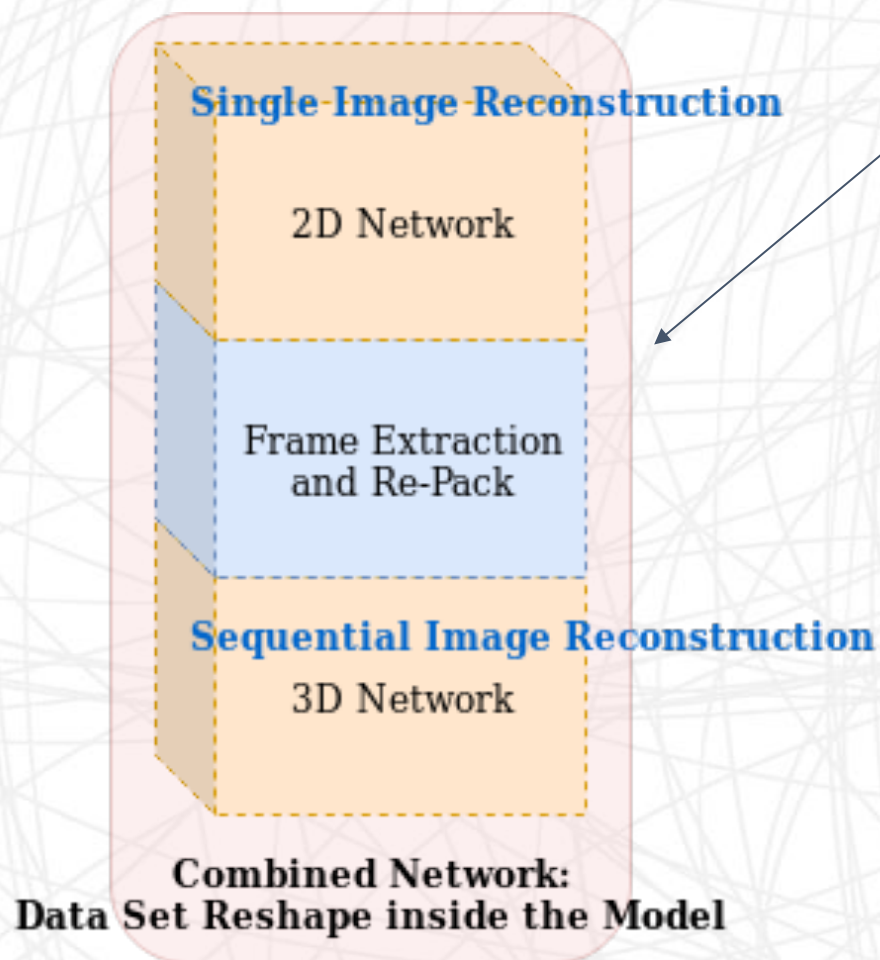 Single Image Reconstruction
2D Network
Frame Extraction
and Re-Pack
Sequential Image Reconstruction
3D Network
Combined Network:
Data Set Reshape inside the Model